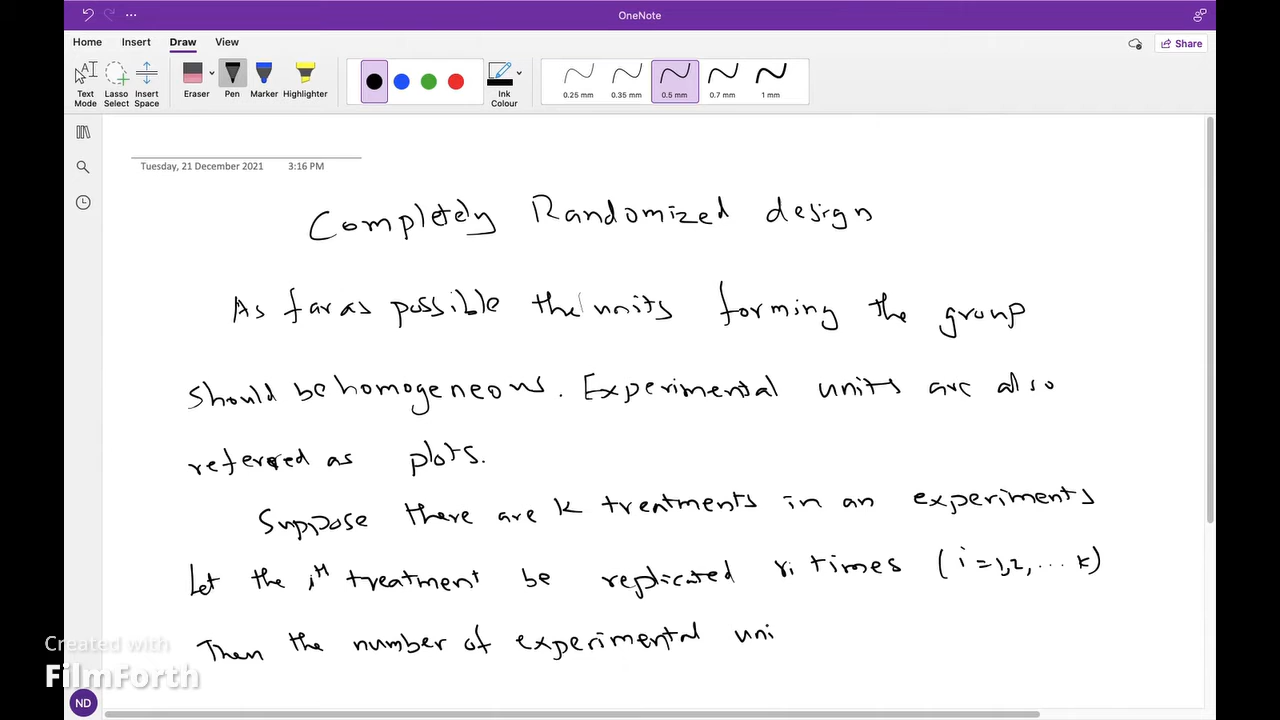 OneNote
Home Insert Draw View
Share
Text Mode
Lasso Select
Insert Space
Eraser
Pen
Marker
Highlighter
Ink Colour
0.25 mm
0.35 mm
0.5 mm
0.7 mm
1 mm
Tuesday, 21 December 2021 3:16 PM
Completely Randomized design
As far as possible the units forming the group
should be homogeneous. Experimental units are also
referred as plots.
Suppose there are k treatments in an experiments
Let the ith treatment be replicated ri times (i=1,2,...k)
Then the number of experimental uni
Created with
FilmForth
ND